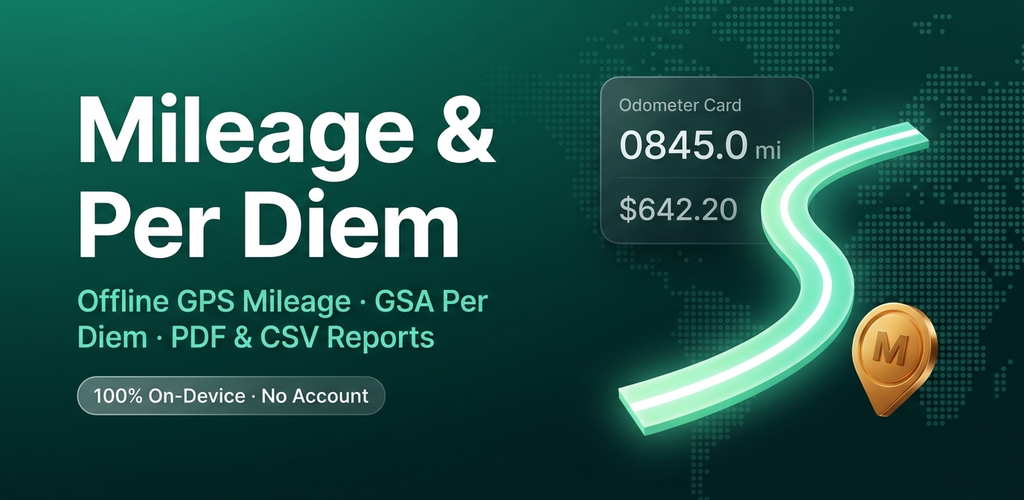 Mileage &
Per Diem
Offline GPS Mileage · GSA Per
Diem · PDF & CSV Reports
100% On-Device · No Account
Odometer Card
0845.0 mi
$642.20
M